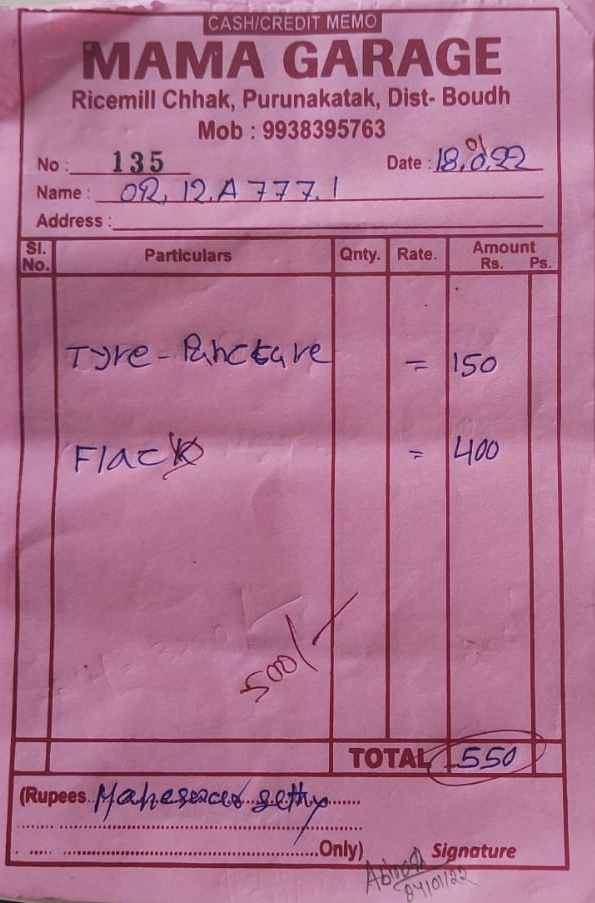 CASH/CREDIT MEMO
MAMA GARAGE
Ricemill Chhak, Purunakatak, Dist- Boudh
Mob : 9938395763
No : 135 Date : 18.01.22
Name : OR, 12.A 777.1
Address :
Sl. No. Particulars Qnty. Rate. Amount Rs. Ps.
Tyre - Puncture = 150
Flack = 400
500/-
TOTAL 550
(Rupees Maheswar Sethy
Only) Signature
24/01/22